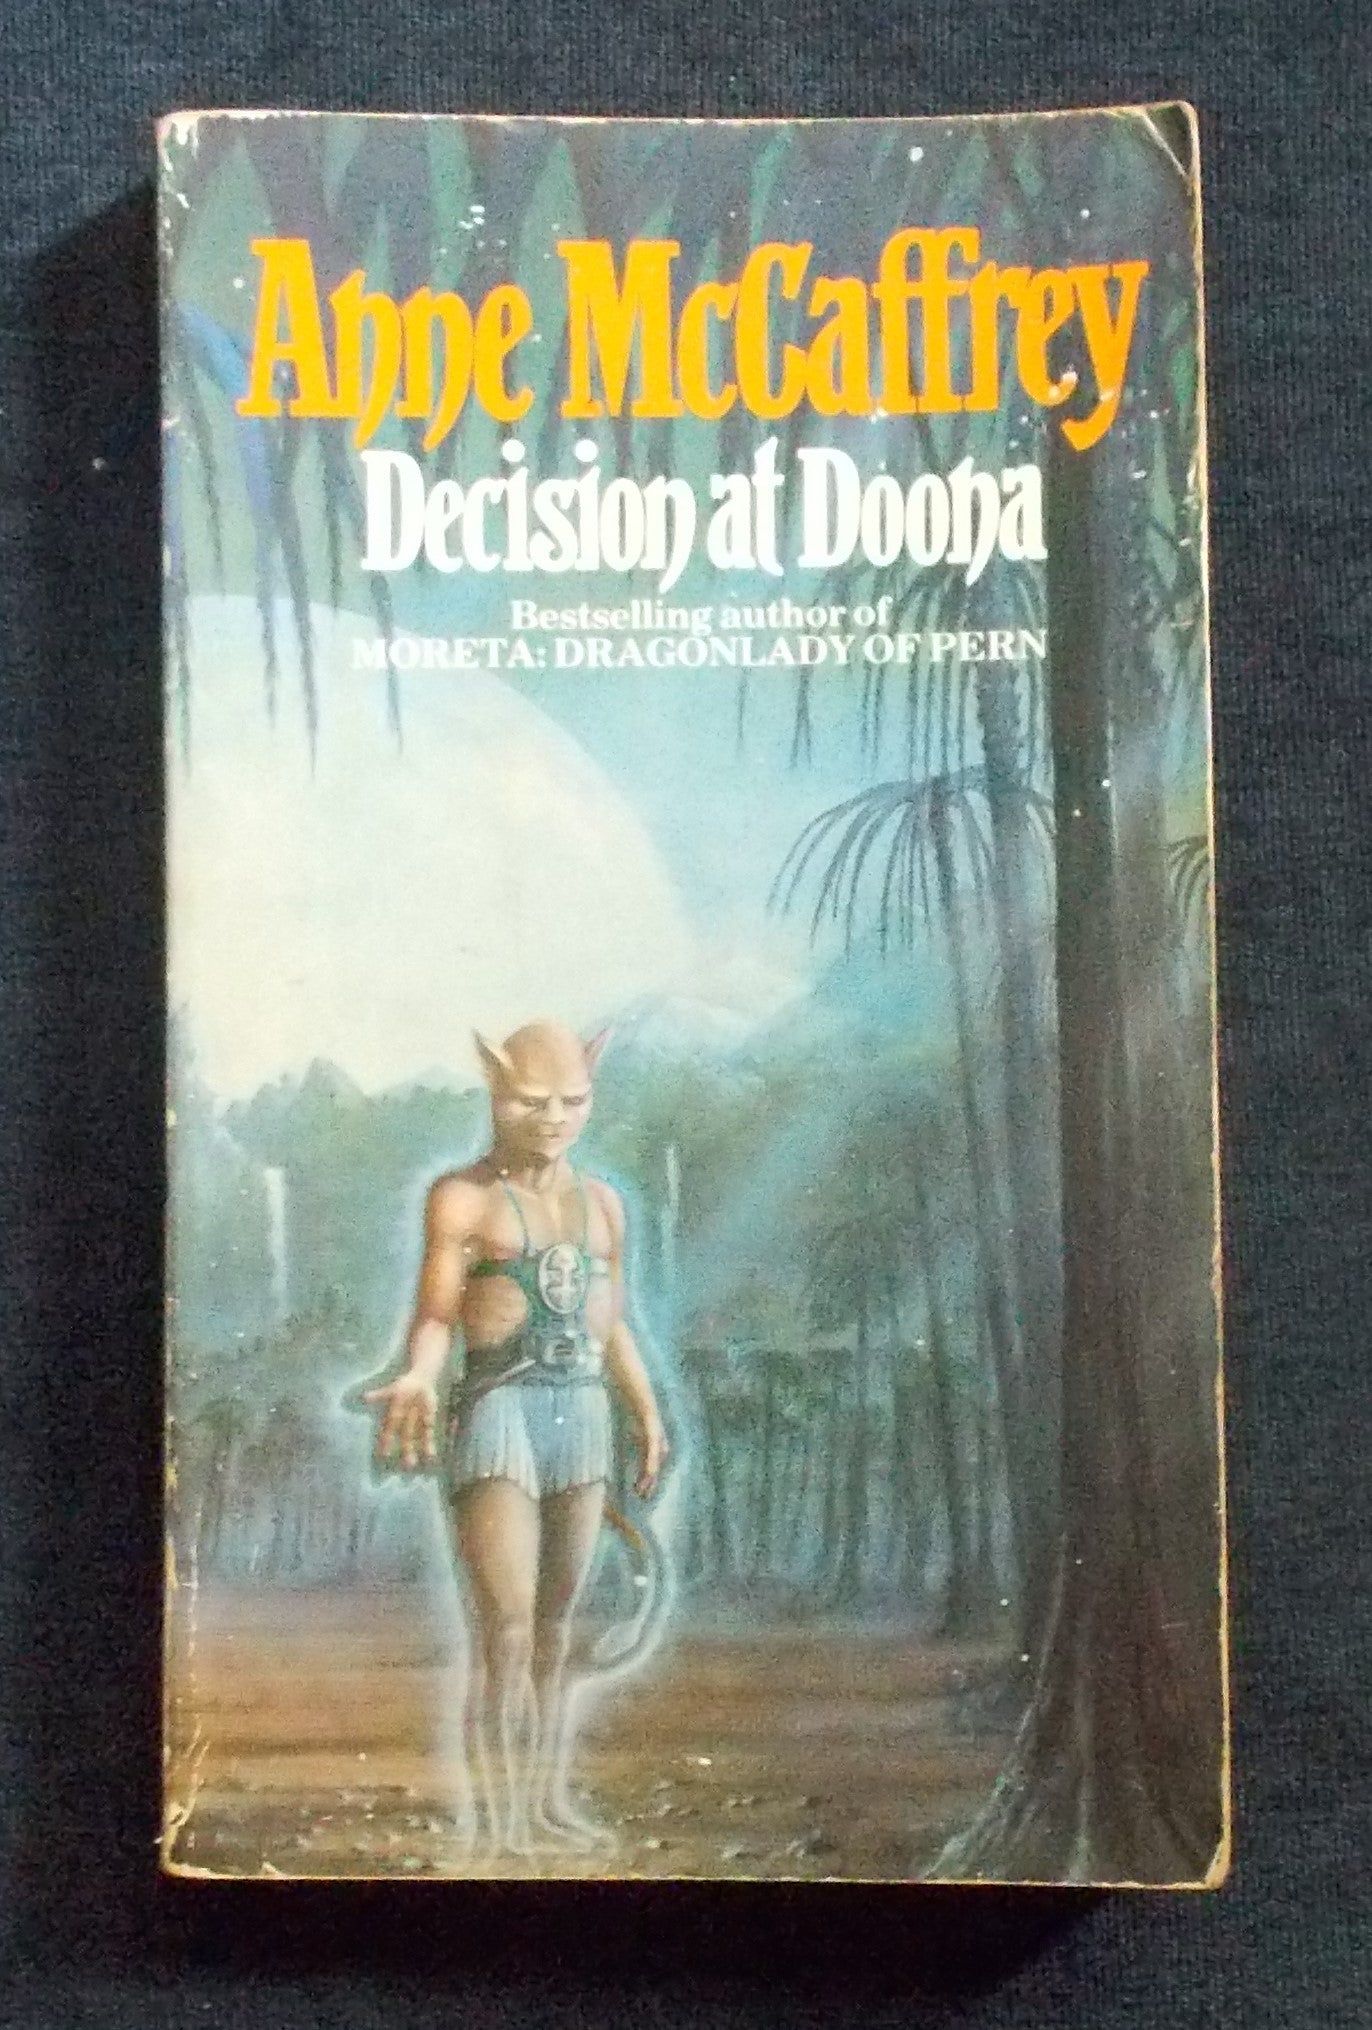 Anne McCaffrey
Decision at Doona
Bestselling author of
MORETA: DRAGONLADY OF PERN